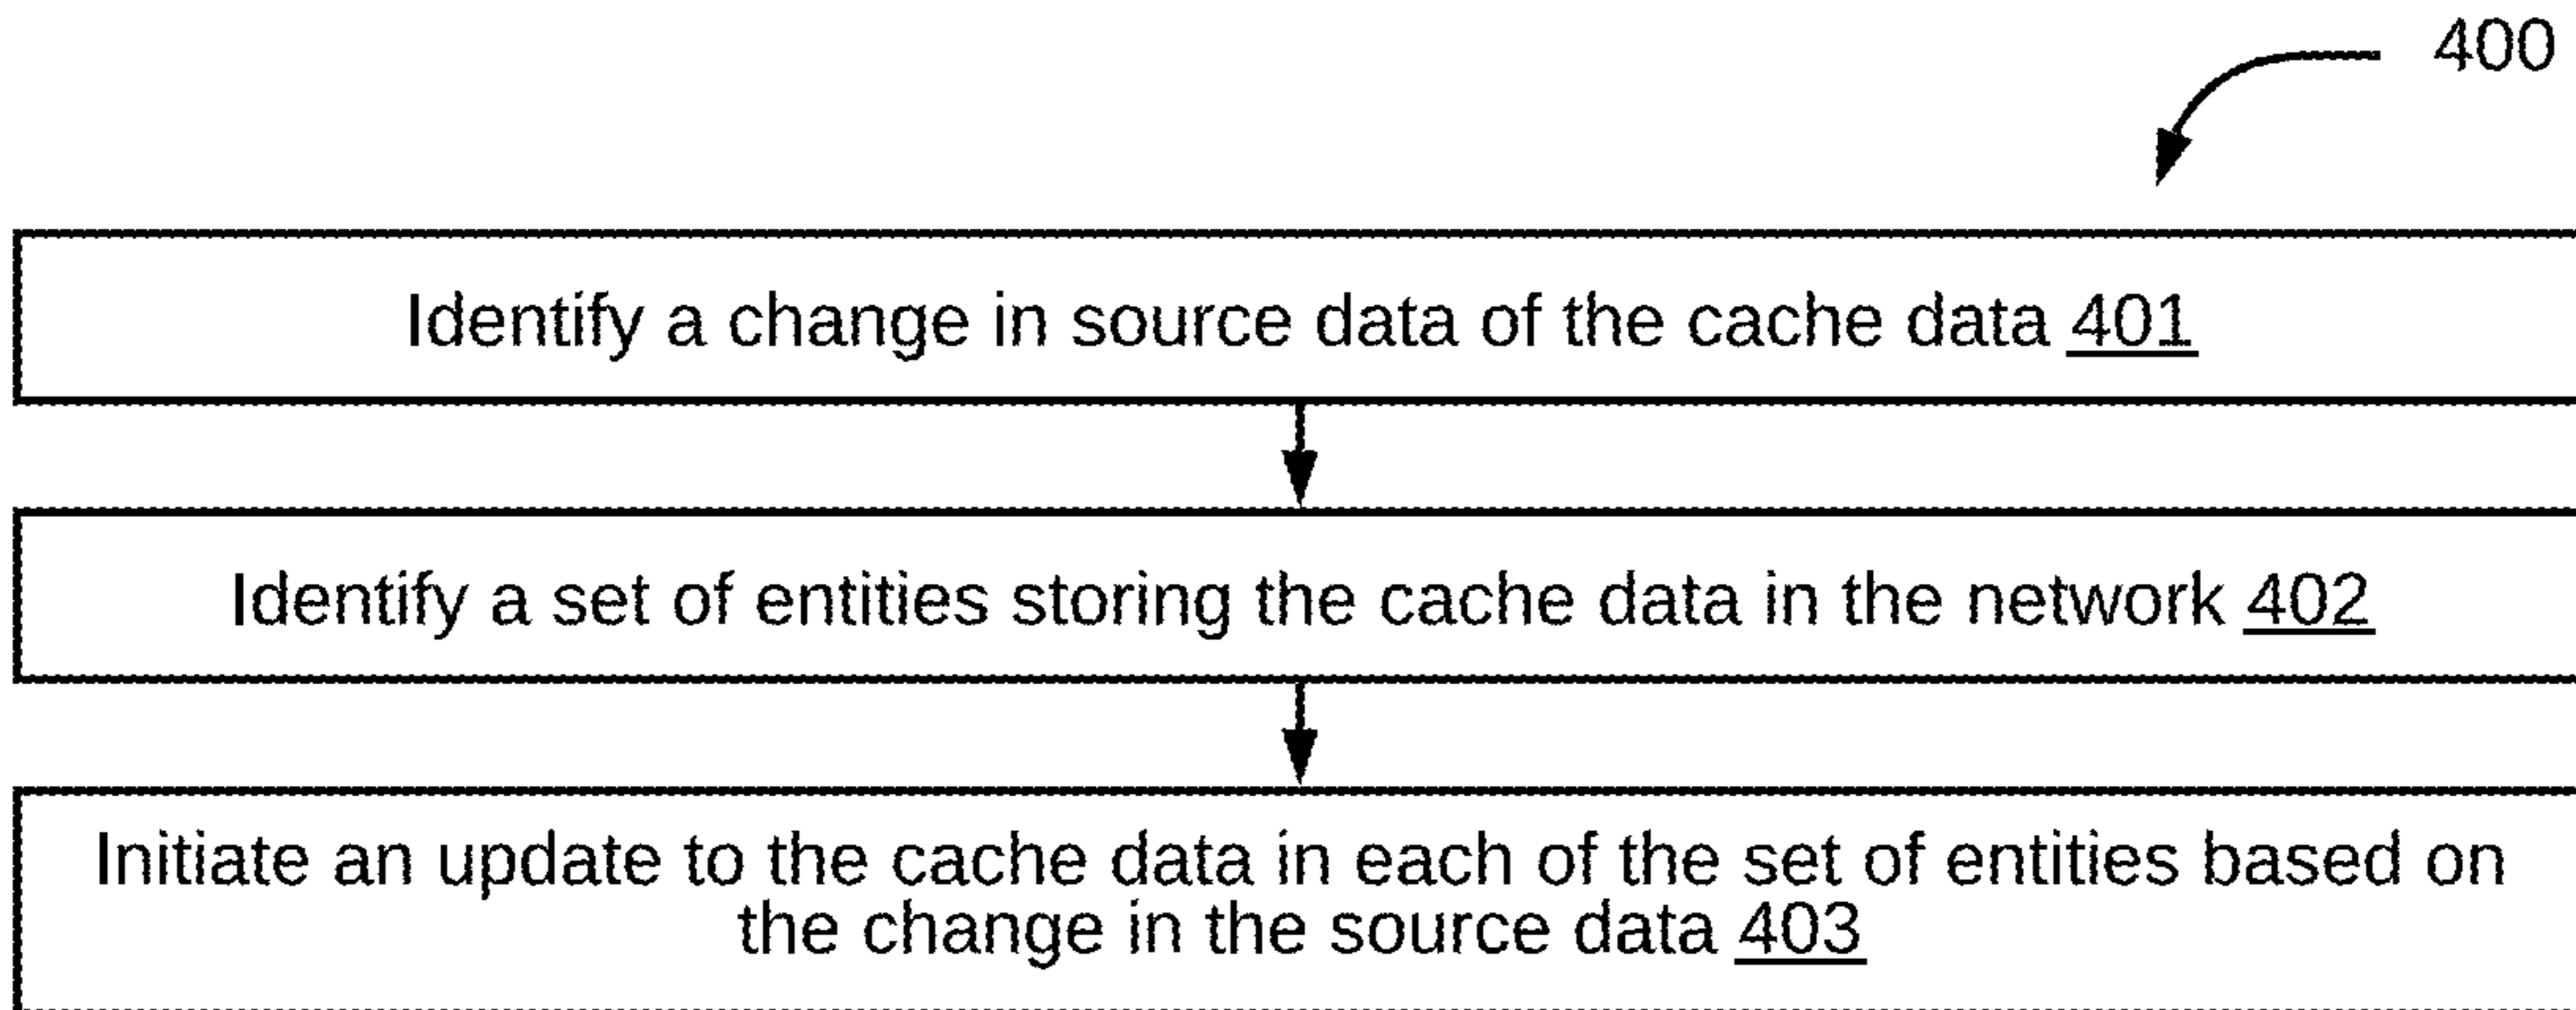 400
Identify a change in source data of the cache data 401
Identify a set of entities storing the cache data in the network 402
Initiate an update to the cache data in each of the set of entities based on
the change in the source data 403